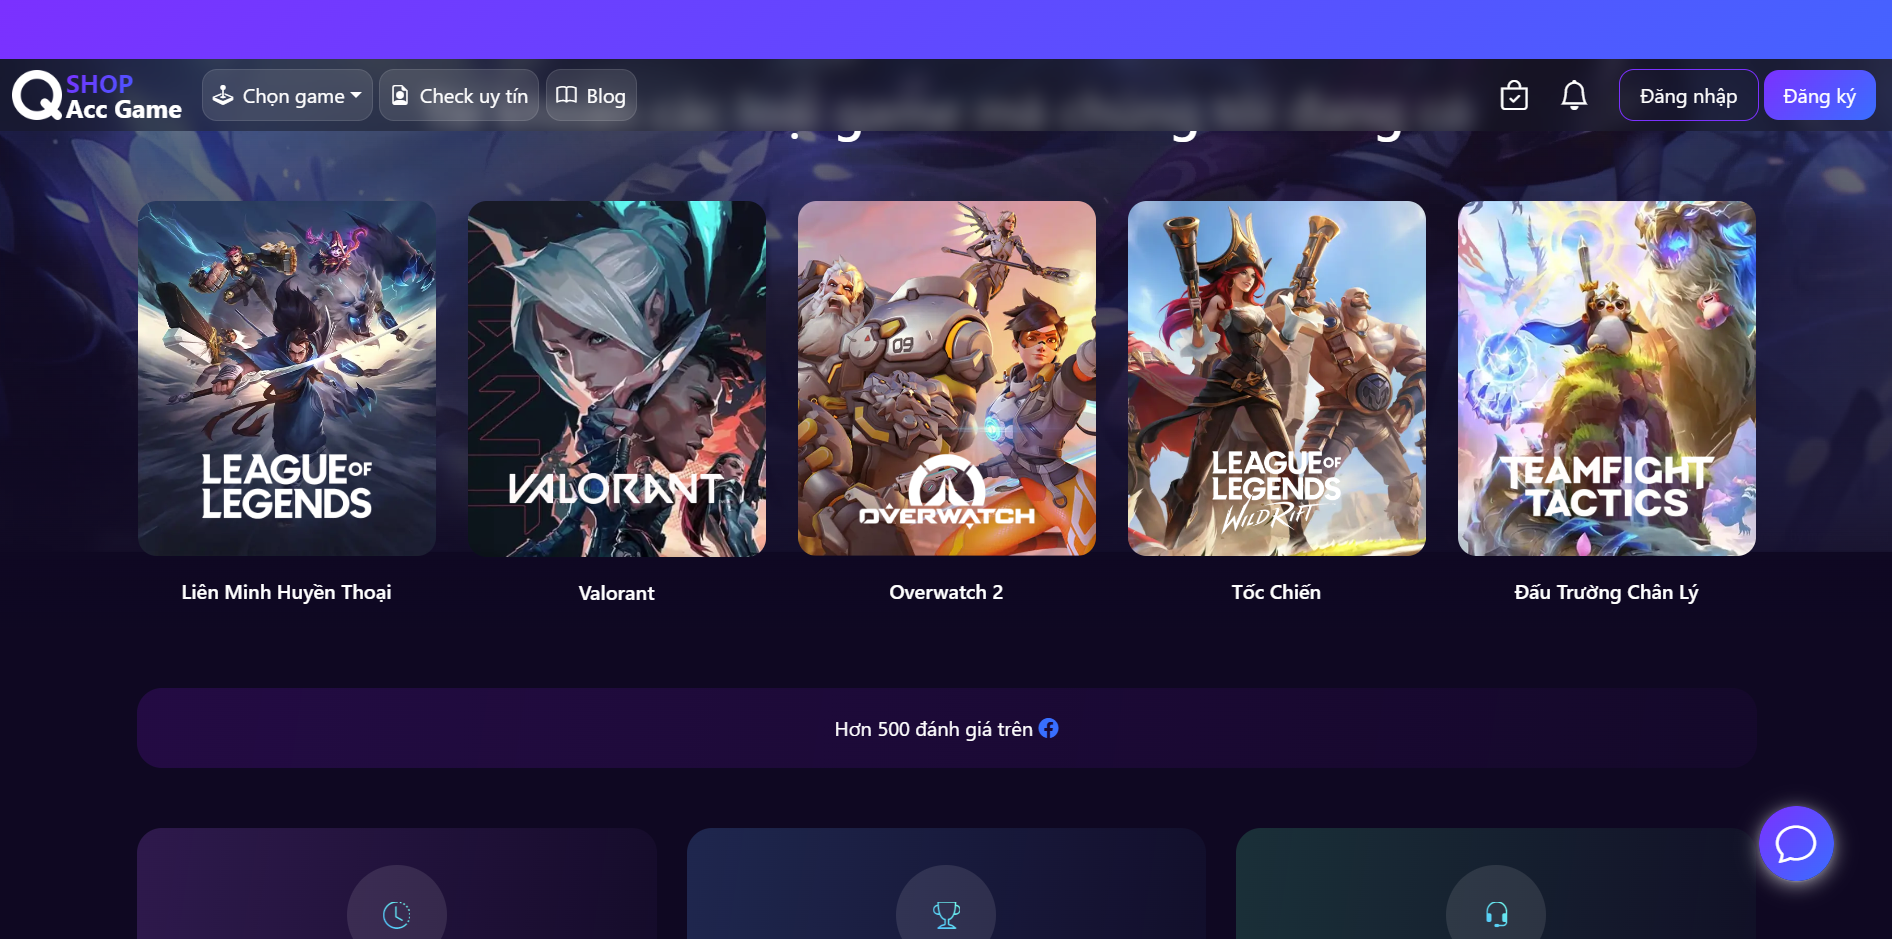 SHOP
Acc Game
Chọn game
Check uy tín
Blog
Đăng nhập
Đăng ký
09
LEAGUE OF
LEGENDS
VALORANT
OVERWATCH
LEAGUE OF
LEGENDS
WILD RIFT
TEAMFIGHT
TACTICS
Liên Minh Huyền Thoại
Valorant
Overwatch 2
Tốc Chiến
Đấu Trường Chân Lý
Hơn 500 đánh giá trên